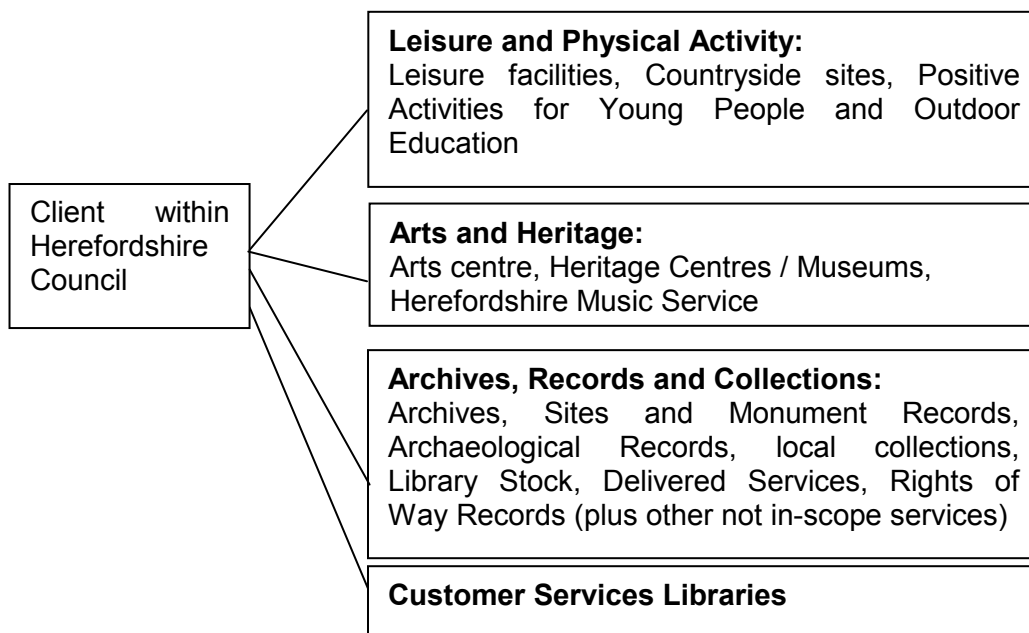 Leisure and Physical Activity:
Leisure facilities, Countryside sites, Positive
Activities for Young People and Outdoor
Education
Client within
Herefordshire
Council
Arts and Heritage:
Arts centre, Heritage Centres / Museums,
Herefordshire Music Service
Archives, Records and Collections:
Archives, Sites and Monument Records,
Archaeological Records, local collections,
Library Stock, Delivered Services, Rights of
Way Records (plus other not in-scope services)
Customer Services Libraries